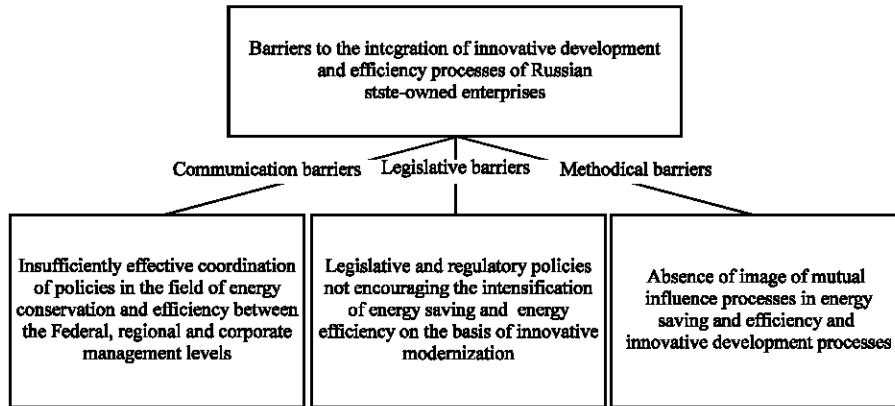 Barriers to the intcgration of innovative development
and efficiency processes of Russian
stste-owned enterprises
Communication barriers
Legislative barriers
Methodical barriers
Insufficiently effective coordination
of policies in the field of energy
conservation and efficiency between
the Federal, regional and corporate
management levels
Legislative and regulatory policies
not encouraging the intensification
of energy saving and energy
efficiency on the basis of innovative
modernization
Absence of image of mutual
influence processes in energy
saving and efficiency and
innovative development processes